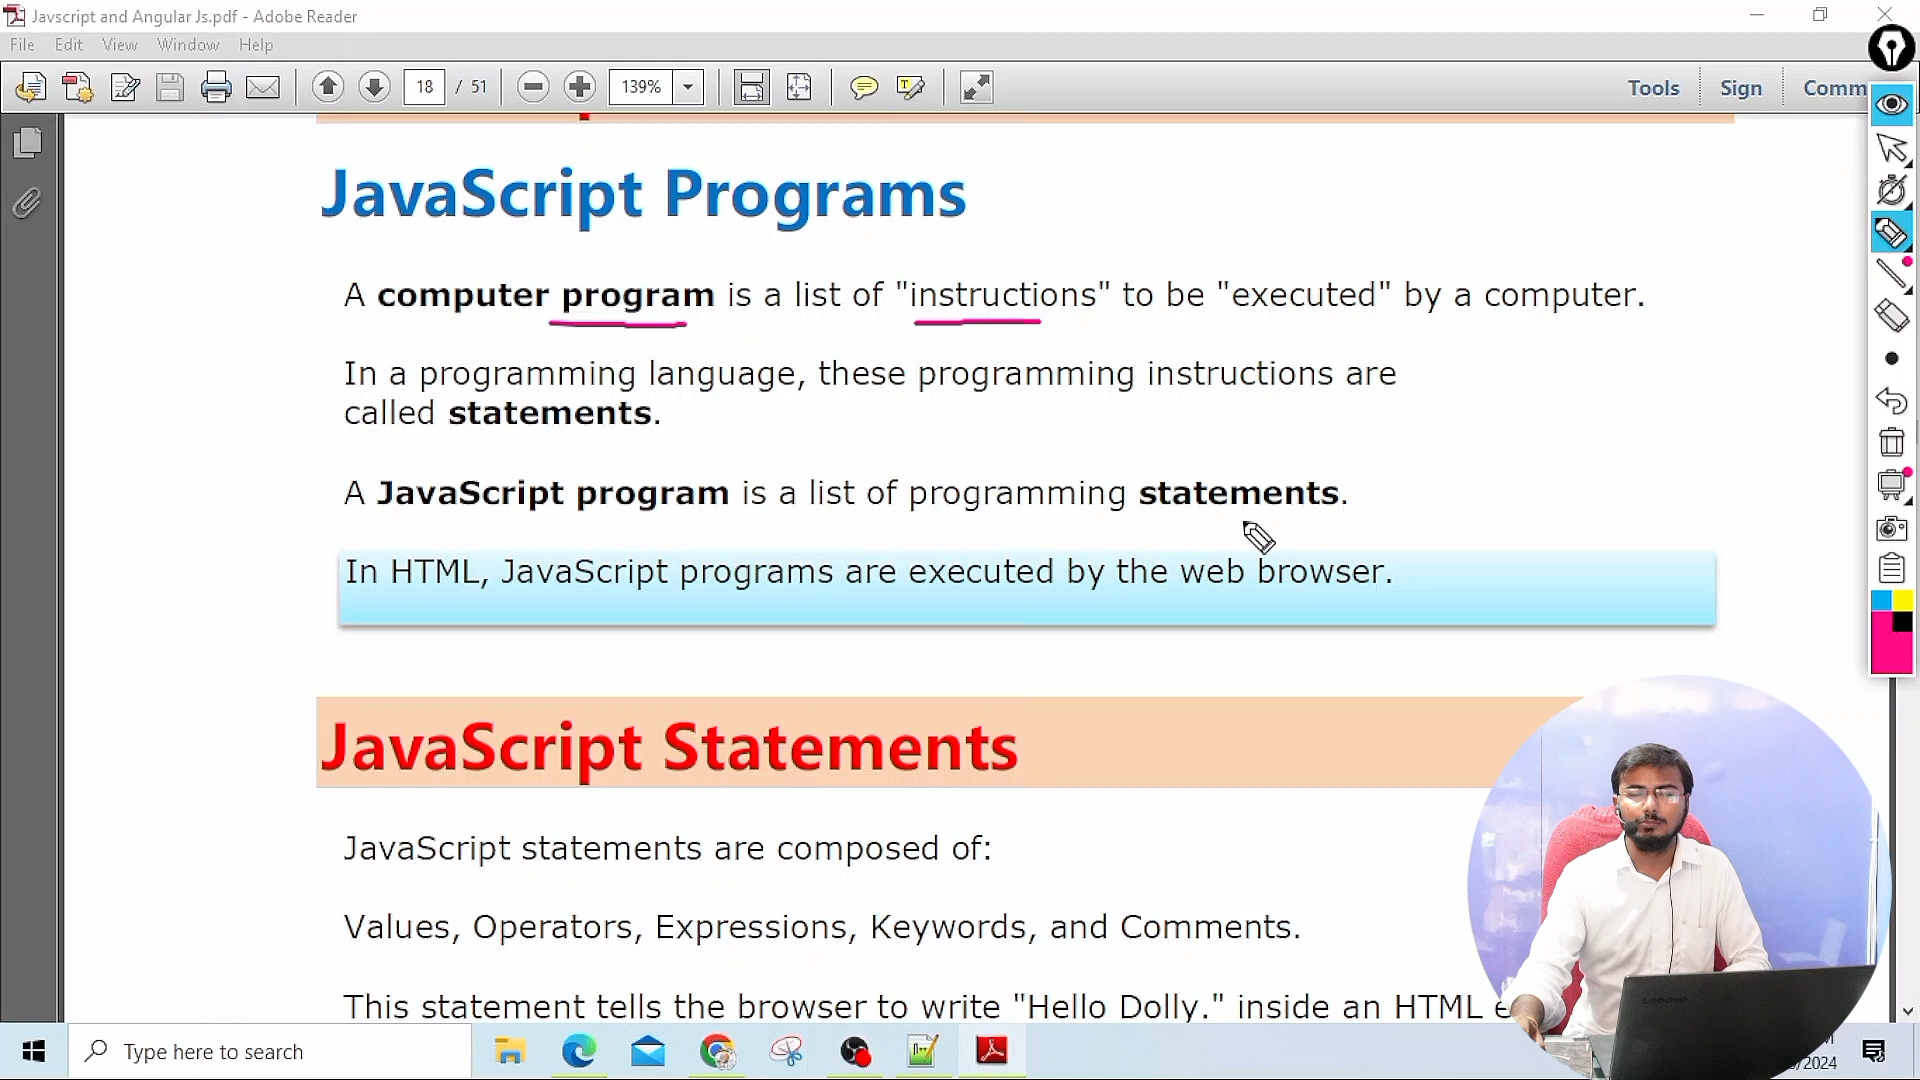 Javscript and Angular Js.pdf - Adobe Reader
File Edit View Window Help
18 / 51 139% Tools Sign Comm
JavaScript Programs
A computer program is a list of "instructions" to be "executed" by a computer.
In a programming language, these programming instructions are
called statements.
A JavaScript program is a list of programming statements.
In HTML, JavaScript programs are executed by the web browser.
JavaScript Statements
JavaScript statements are composed of:
Values, Operators, Expressions, Keywords, and Comments.
This statement tells the browser to write "Hello Dolly." inside an HTML
Lenovo
Type here to search
/2024